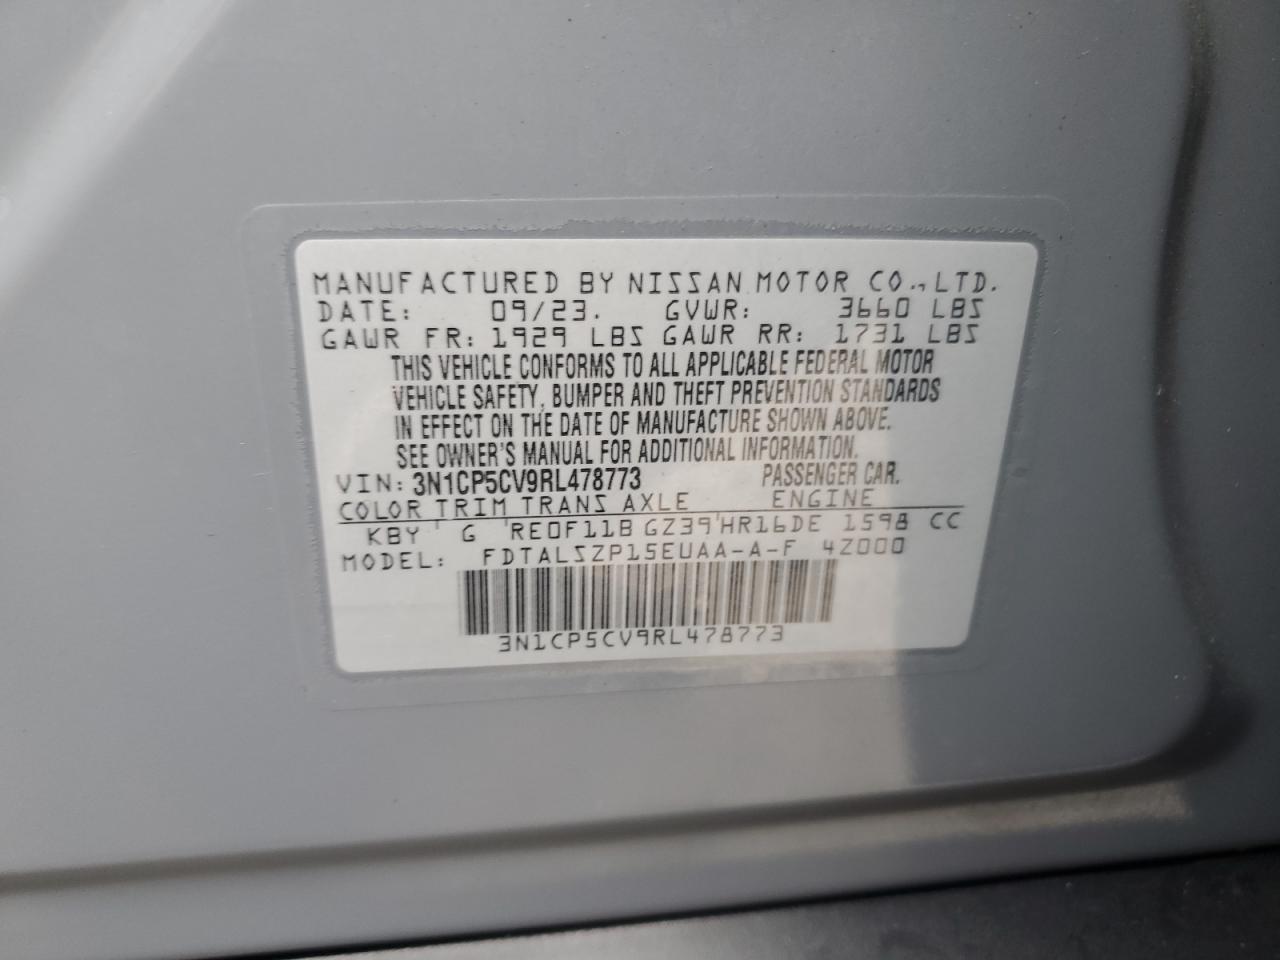 MANUFACTURED BY NISSAN MOTOR CO., LTD.
DATE: 09/23. GVWR: 3660 LBS
GAWR FR: 1929 LBS GAWR RR: 1731 LBS
THIS VEHICLE CONFORMS TO ALL APPLICABLE FEDERAL MOTOR
VEHICLE SAFETY, BUMPER AND THEFT PREVENTION STANDARDS
IN EFFECT ON THE DATE OF MANUFACTURE SHOWN ABOVE.
SEE OWNER'S MANUAL FOR ADDITIONAL INFORMATION.
VIN: 3N1CP5CV9RL478773 PASSENGER CAR.
COLOR TRIM TRANS AXLE ENGINE
KBY G RE0F11B GZ39 HR16DE 1598 CC
MODEL: FDTALSZP15EUAA-A-F 4Z000
3N1CP5CV9RL478773